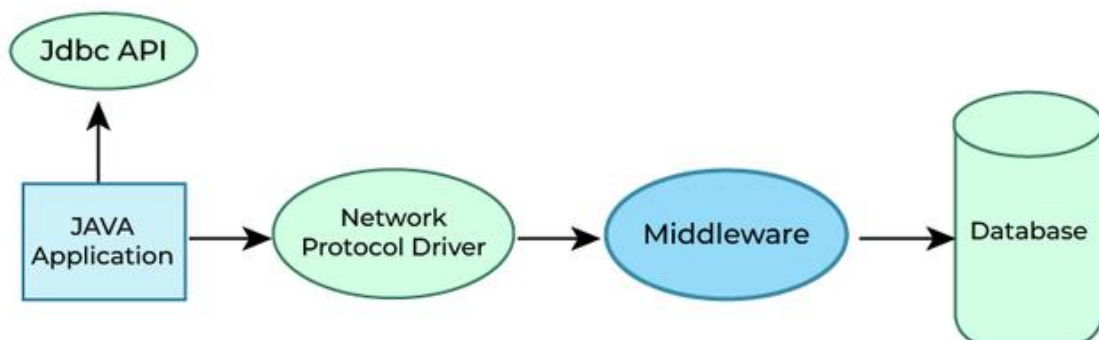 Jdbc API
JAVA
Application
Network
Protocol Driver
Middleware
Database